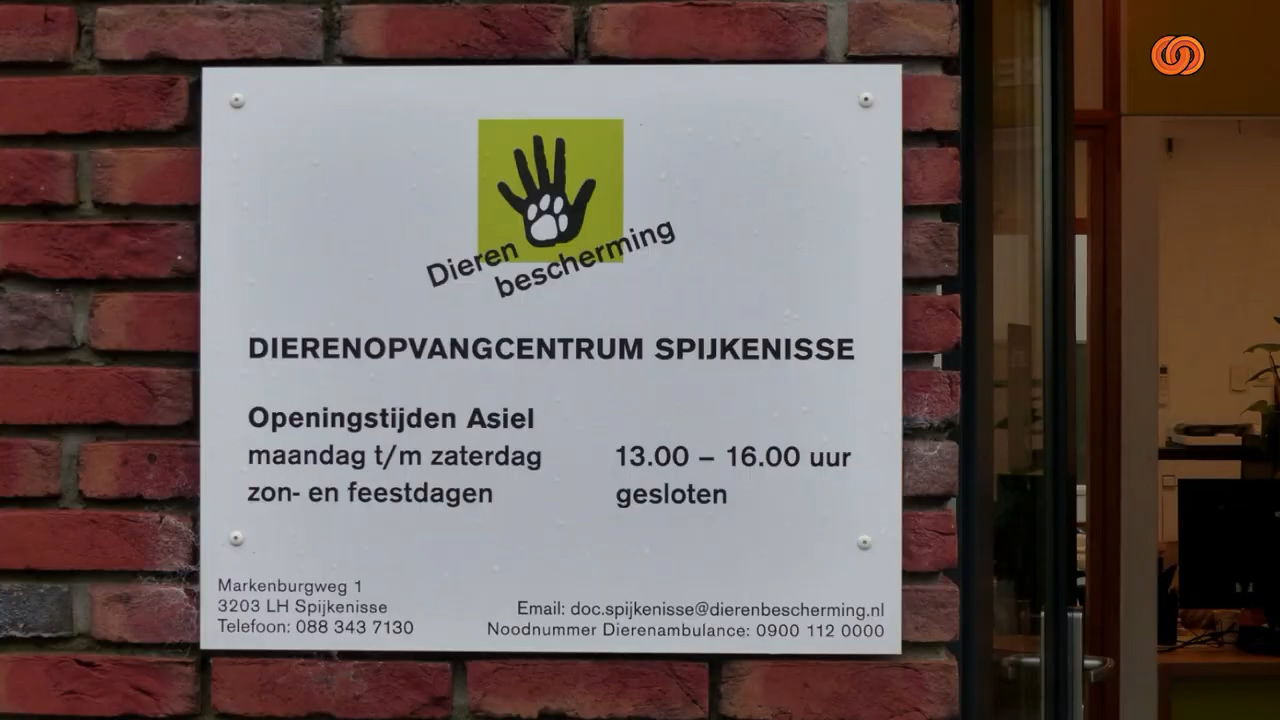 Dieren
bescherming
DIERENOPVANGCENTRUM SPIJKENISSE
Openingstijden Asiel
maandag t/m zaterdag 13.00 – 16.00 uur
zon- en feestdagen gesloten
Markenburgweg 1
3203 LH Spijkenisse
Telefoon: 088 343 7130
Email: doc.spijkenisse@dierenbescherming.nl
Noodnummer Dierenambulance: 0900 112 0000